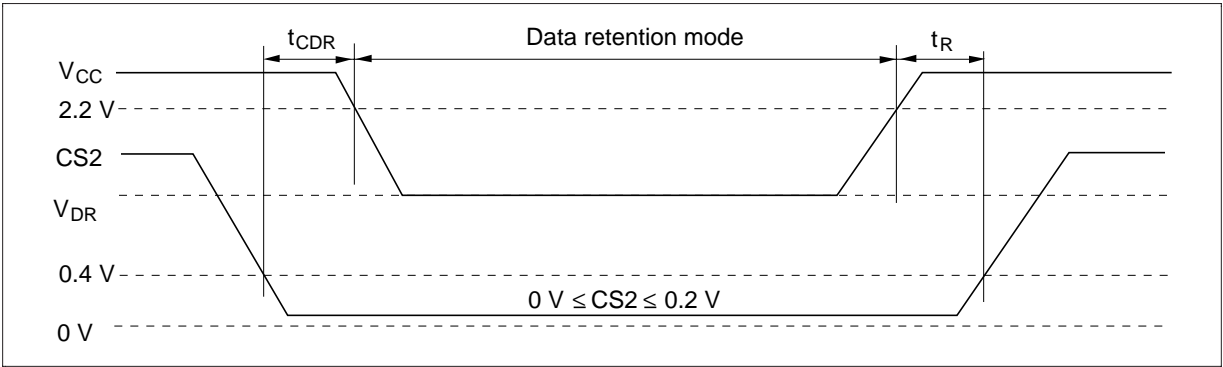 tCDR Data retention mode tR
VCC
2.2 V
CS2
VDR
0.4 V
0 V ≤ CS2 ≤ 0.2 V
0 V